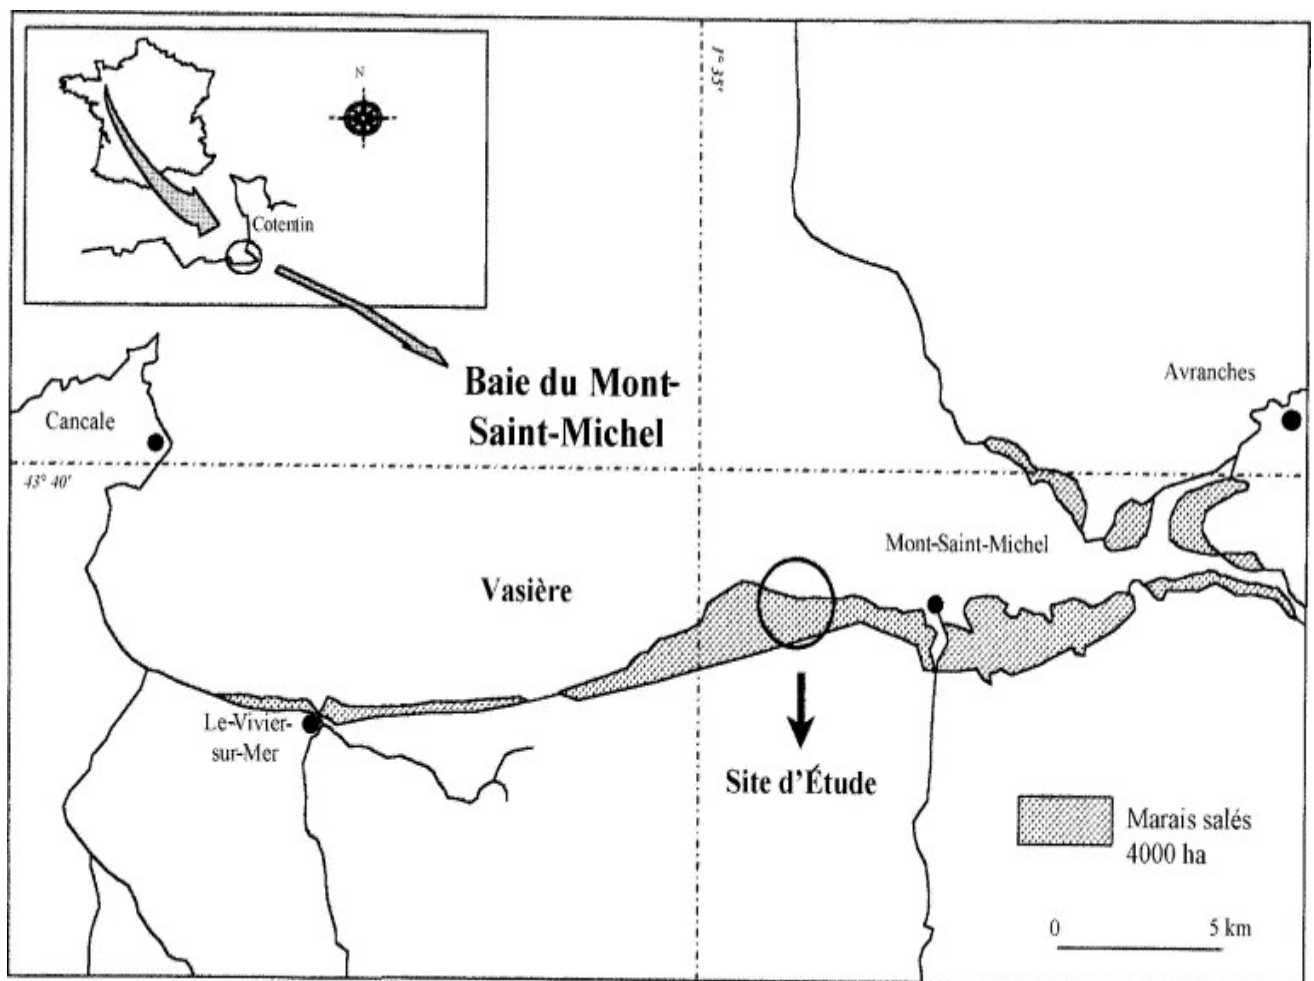 N
1° 35'
Cotentin
Baie du Mont-
Saint-Michel
Avranches
Cancale
43° 40'
Mont-Saint-Michel
Vasière
Le-Vivier-
sur-Mer
Site d'Étude
Marais salés
4000 ha
0 5 km